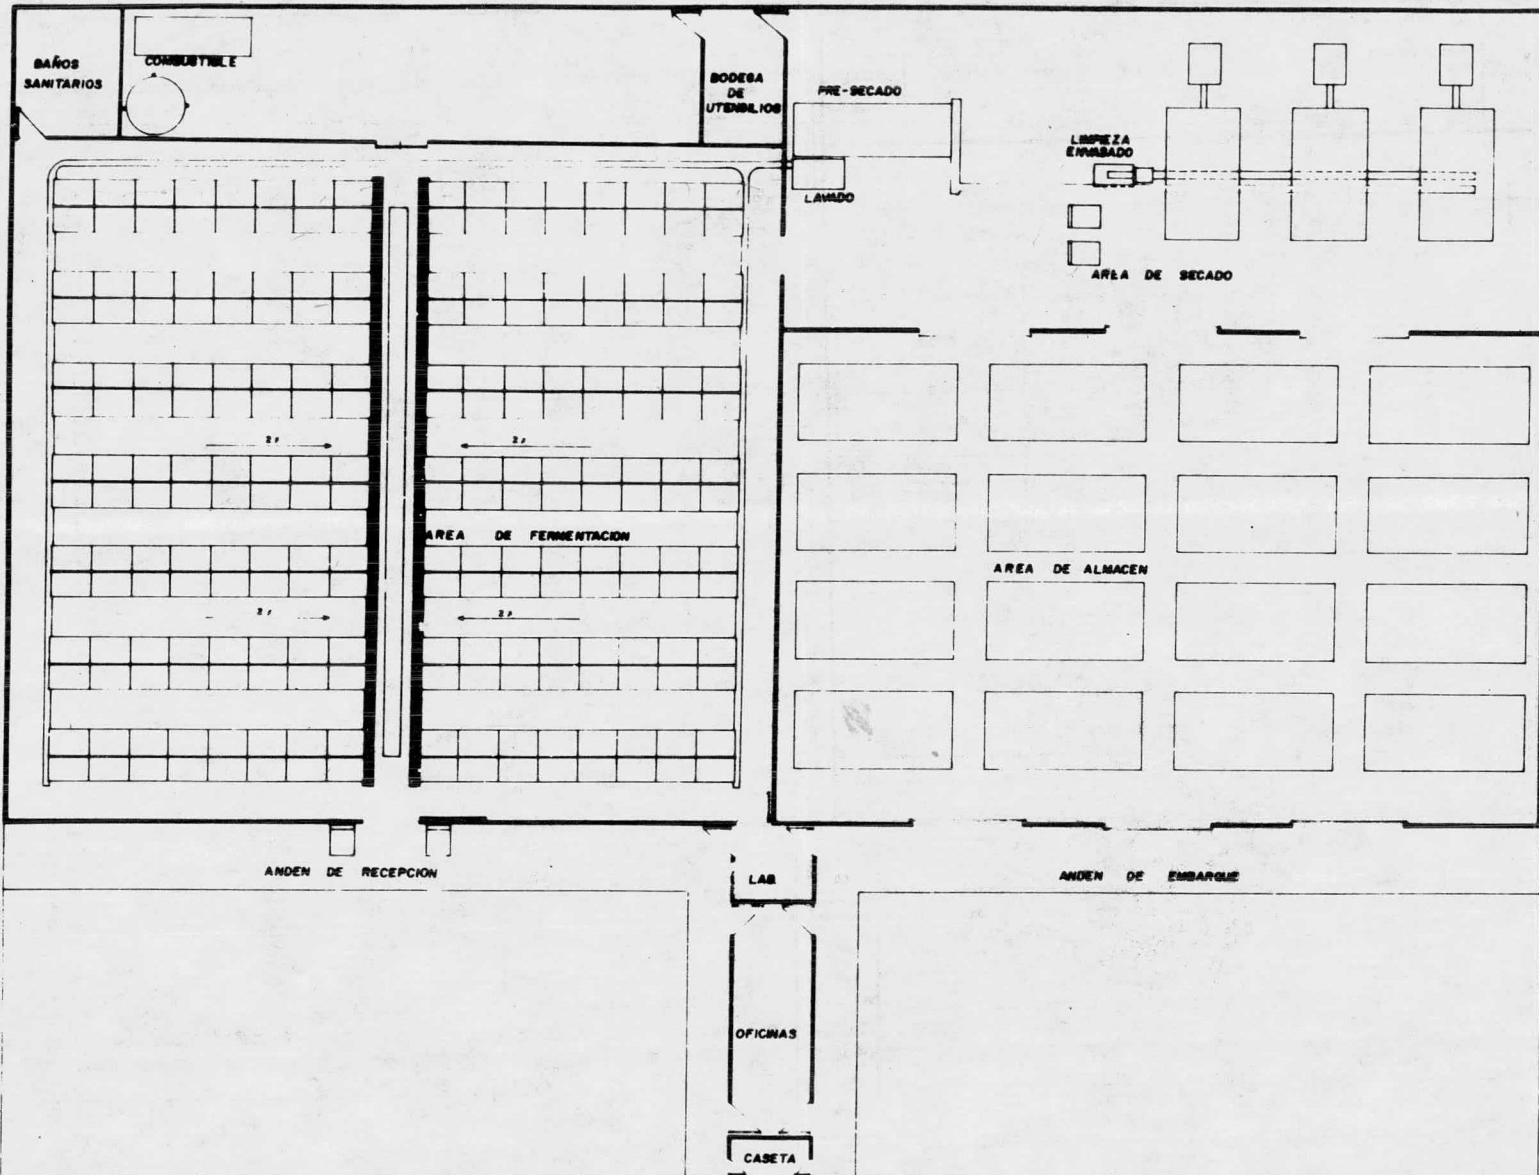 BAÑOS
SANITARIOS
COMBUSTIBLE
BODEGA
DE
UTENSILIOS
PRE-SECADO
LAVADO
LIMPIEZA
ENVASADO
AREA DE SECADO
AREA DE FERMENTACION
AREA DE ALMACEN
ANDEN DE RECEPCION
LAB.
ANDEN DE EMBARQUE
OFICINAS
CASETA